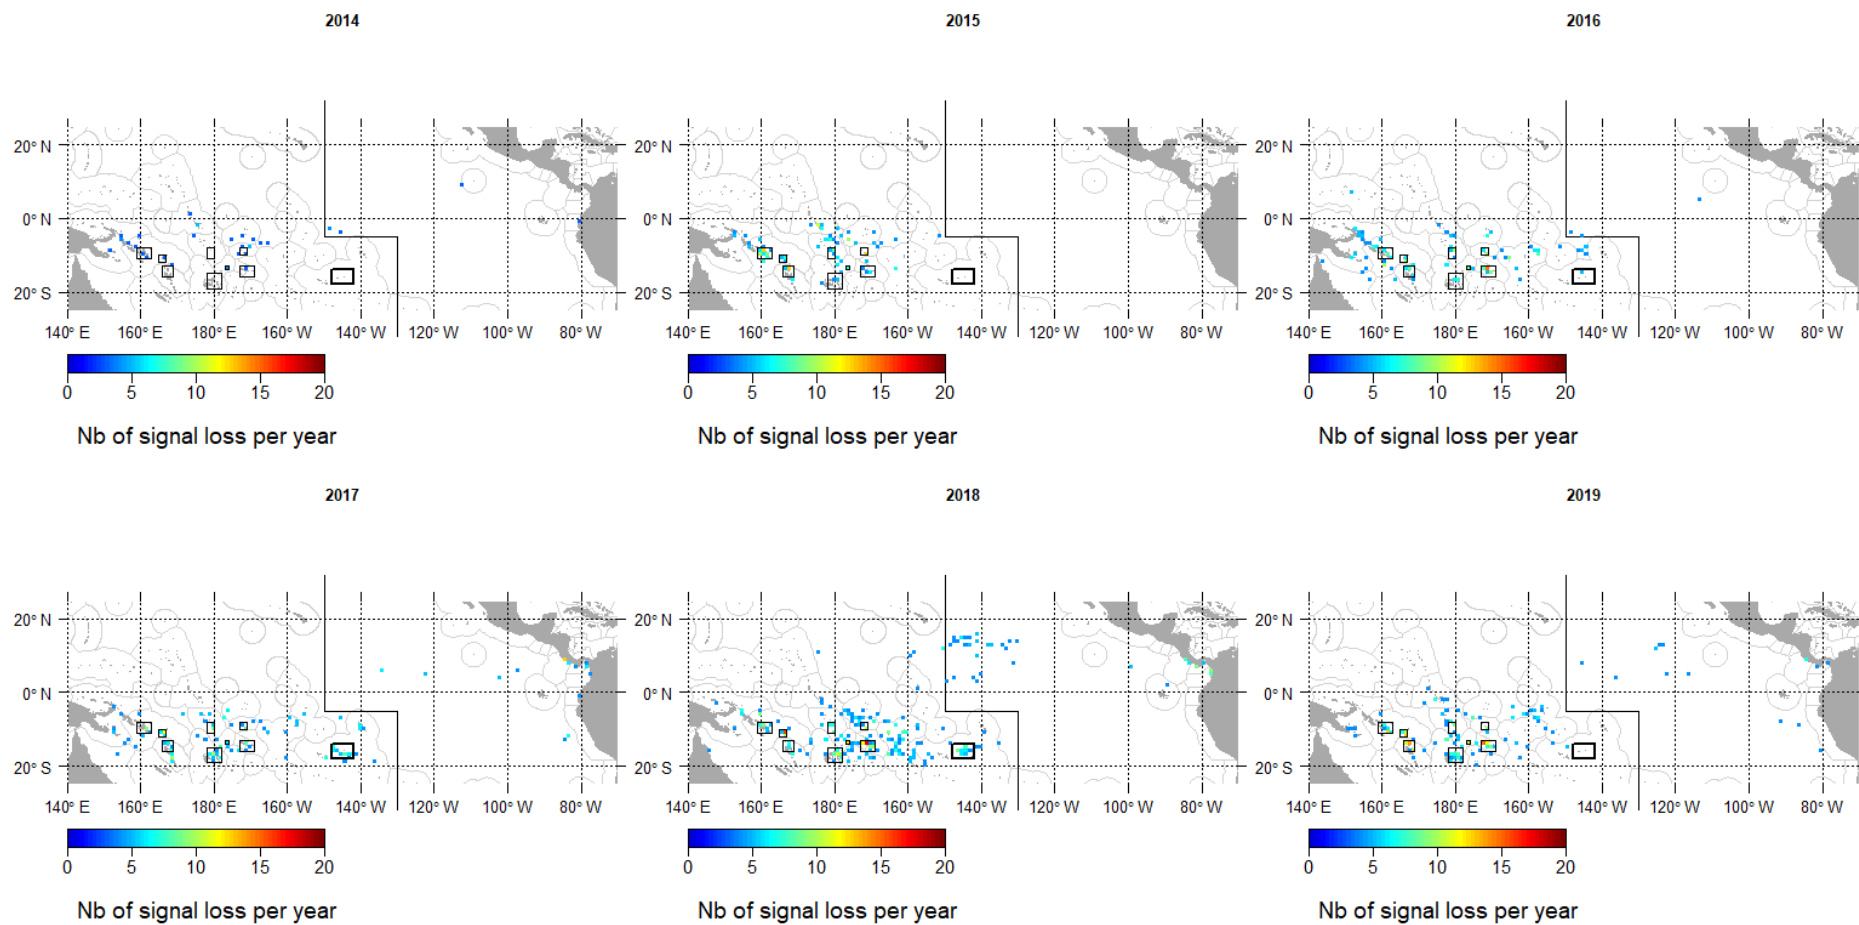 2014 2015 2016
20° N 20° N 20° N
0° N 0° N 0° N
20° S 20° S 20° S
140° E 160° E 180° E 160° W 140° W 120° W 100° W 80° W 140° E 160° E 180° E 160° W 140° W 120° W 100° W 80° W 140° E 160° E 180° E 160° W 140° W 120° W 100° W 80° W
0 5 10 15 20 0 5 10 15 20 0 5 10 15 20
Nb of signal loss per year Nb of signal loss per year Nb of signal loss per year
2017 2018 2019
20° N 20° N 20° N
0° N 0° N 0° N
20° S 20° S 20° S
140° E 160° E 180° E 160° W 140° W 120° W 100° W 80° W 140° E 160° E 180° E 160° W 140° W 120° W 100° W 80° W 140° E 160° E 180° E 160° W 140° W 120° W 100° W 80° W
0 5 10 15 20 0 5 10 15 20 0 5 10 15 20
Nb of signal loss per year Nb of signal loss per year Nb of signal loss per year